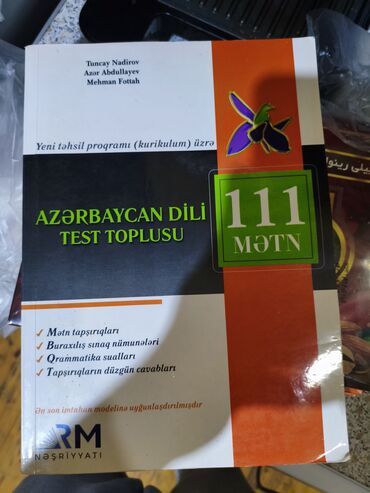 Tuncay Nadirov
Azər Abdullayev
Mehman Fəttah
Yeni təhsil proqramı (kurikulum) üzrə
AZƏRBAYCAN DİLİ
TEST TOPLUSU
111
MƏTN
✓ Mətn tapşırıqları
✓ Buraxılış sınaq nümunələri
✓ Qrammatika sualları
✓ Tapşırıqların düzgün cavabları
Ən son imtahan modelinə uyğunlaşdırılmışdır
RM
NƏŞRİYYATI